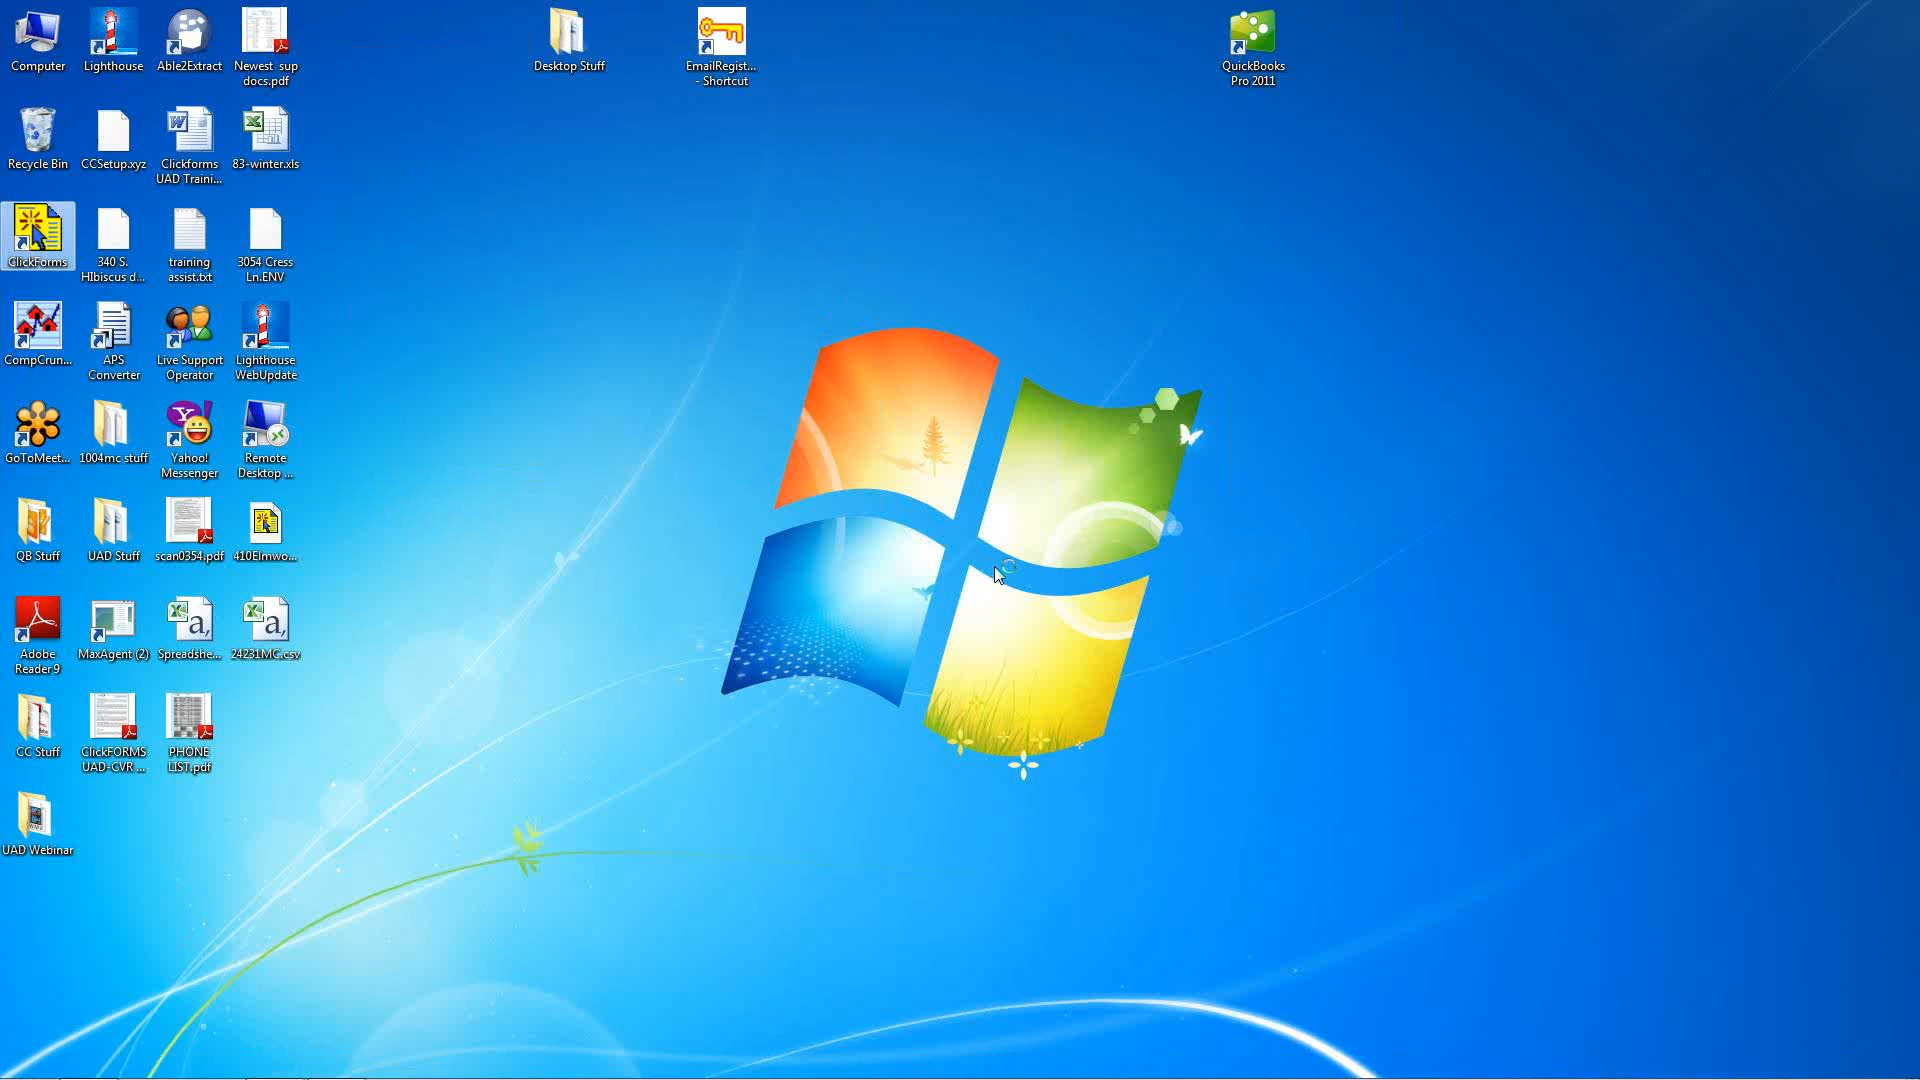 Computer
Lighthouse
Able2Extract
Newest sup
docs.pdf
Desktop Stuff
EmailRegist...
- Shortcut
QuickBooks
Pro 2011
Recycle Bin
CCSetup.xyz
Clickforms
UAD Traini...
83-winter.xls
ClickForms
340 S.
HIbiscus d...
training
assist.txt
3054 Cress
Ln.ENV
CompCrun...
APS
Converter
Live Support
Operator
Lighthouse
WebUpdate
GoToMeet...
1004mc stuff
Yahoo!
Messenger
Remote
Desktop ...
QB Stuff
UAD Stuff
scan0354.pdf
410Elmwo...
Adobe
Reader 9
MaxAgent (2)
Spreadshe...
24231MC.csv
CC Stuff
ClickFORMS
UAD-CVR ...
PHONE
LIST.pdf
UAD Webinar